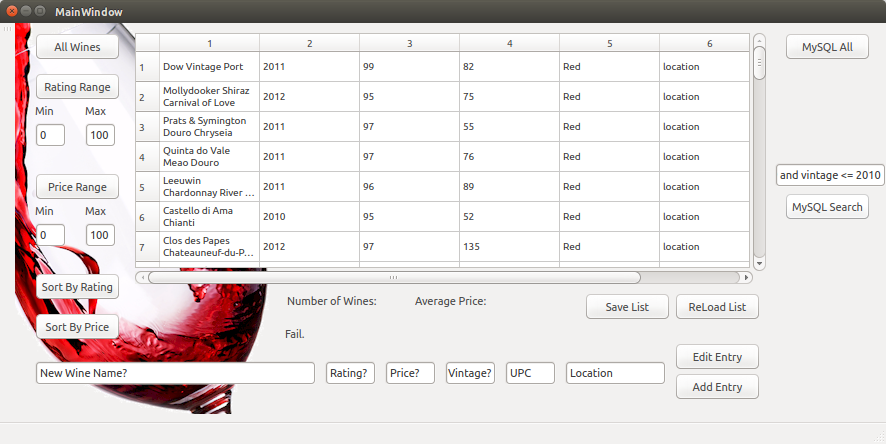 MainWindow
All Wines
Rating Range
Min Max
0 100
Price Range
Min Max
0 100
Sort By Rating
Sort By Price
1 2 3 4 5 6
1 Dow Vintage Port 2011 99 82 Red location
2 Mollydooker Shiraz
Carnival of Love 2012 95 75 Red location
3 Prats & Symington
Douro Chryseia 2011 97 55 Red location
4 Quinta do Vale
Meao Douro 2011 97 76 Red location
5 Leeuwin
Chardonnay River ... 2011 96 89 Red location
6 Castello di Ama
Chianti 2010 95 52 Red location
7 Clos des Papes
Chateauneuf-du-P... 2012 97 135 Red location
MySQL All
and vintage <= 2010
MySQL Search
Number of Wines: Average Price:
Save List ReLoad List
Fail.
Edit Entry
New Wine Name? Rating? Price? Vintage? UPC Location
Add Entry